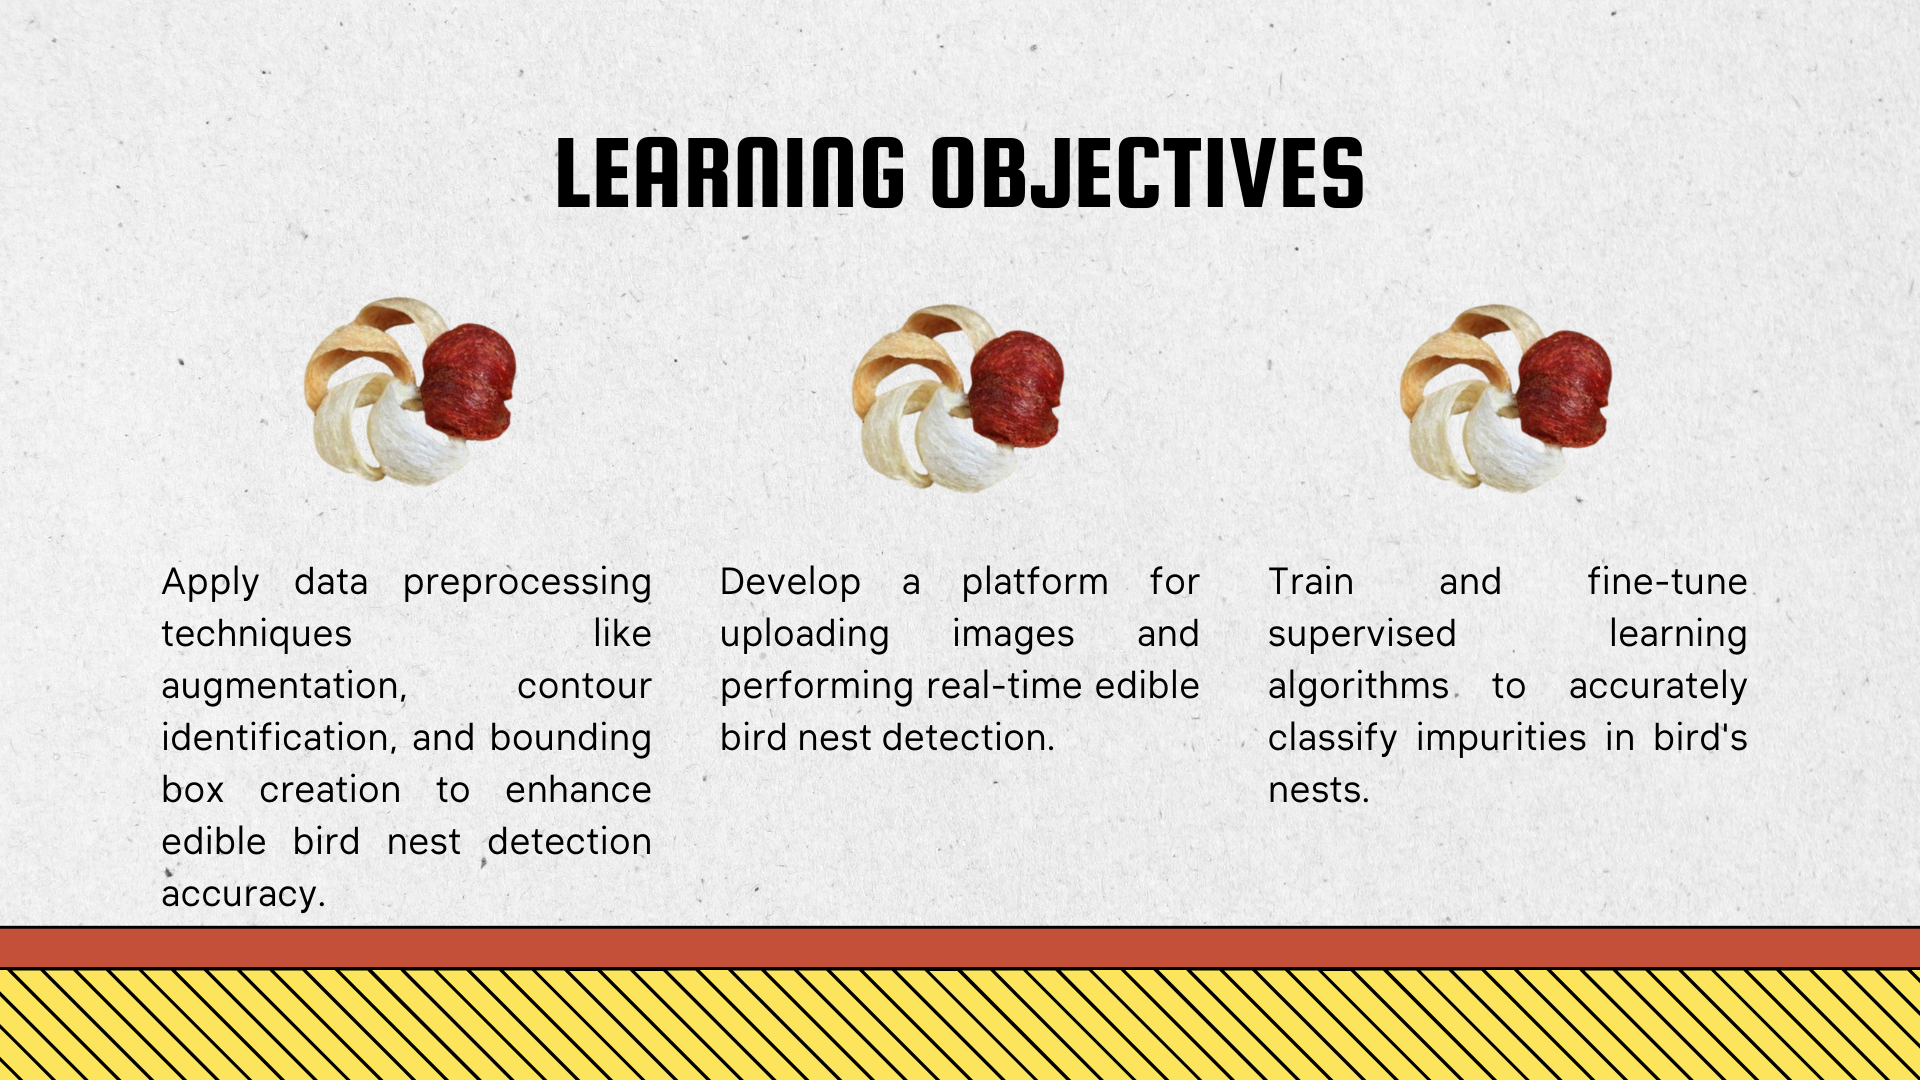 LEARNING OBJECTIVES
Apply data preprocessing
techniques like
augmentation, contour
identification, and bounding
box creation to enhance
edible bird nest detection
accuracy.
Develop a platform for
uploading images and
performing real-time edible
bird nest detection.
Train and fine-tune
supervised learning
algorithms to accurately
classify impurities in bird's
nests.